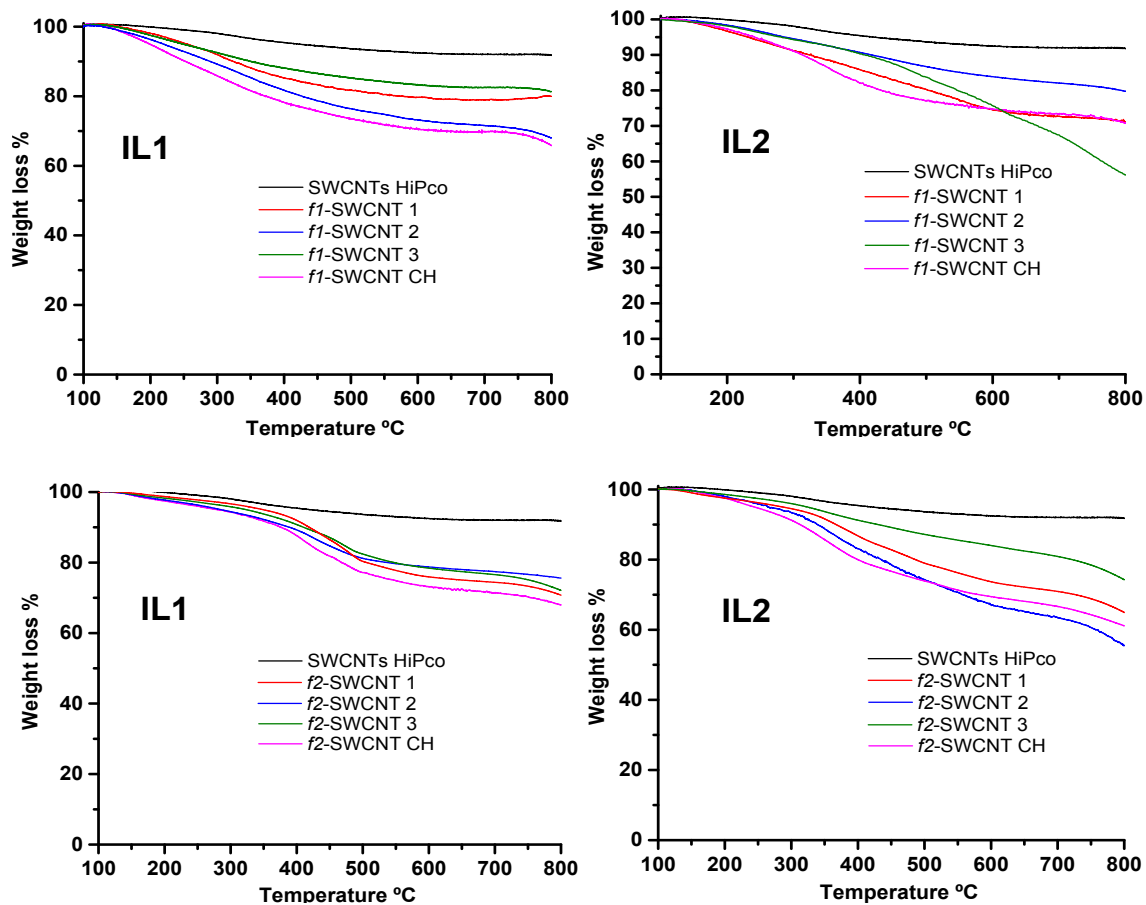 Weight loss %
100
80
60
40
20
0
IL1
SWCNTs HiPco
f1-SWCNT 1
f1-SWCNT 2
f1-SWCNT 3
f1-SWCNT CH
100 200 300 400 500 600 700 800
Temperature ºC
Weight loss %
100
90
80
70
60
50
40
30
20
10
0
IL2
SWCNTs HiPco
f1-SWCNT 1
f1-SWCNT 2
f1-SWCNT 3
f1-SWCNT CH
200 400 600 800
Temperature ºC
Weight loss %
100
80
60
40
20
0
IL1
SWCNTs HiPco
f2-SWCNT 1
f2-SWCNT 2
f2-SWCNT 3
f2-SWCNT CH
100 200 300 400 500 600 700 800
Temperature ºC
Weight loss %
100
80
60
40
20
0
IL2
SWCNTs HiPco
f2-SWCNT 1
f2-SWCNT 2
f2-SWCNT 3
f2-SWCNT CH
100 200 300 400 500 600 700 800
Temperature ºC